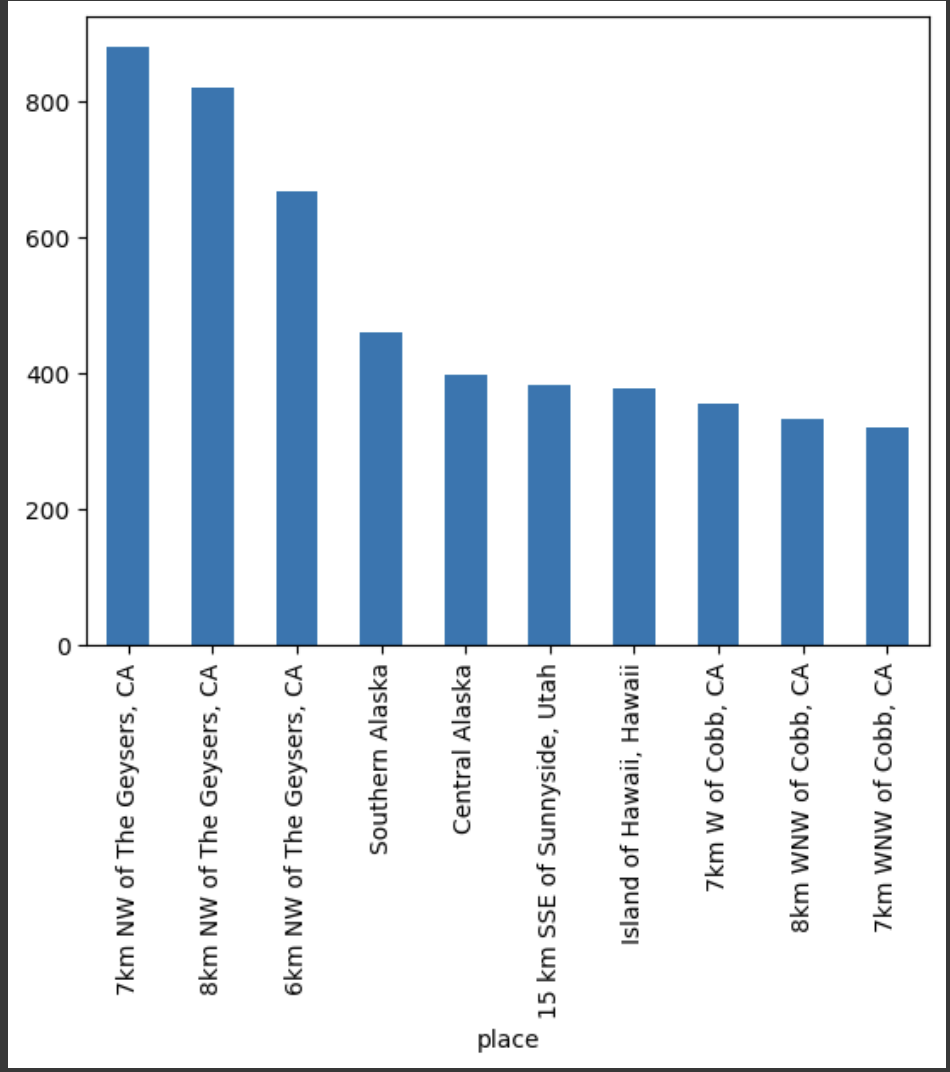 800
600
400
200
0
7km NW of The Geysers, CA
8km NW of The Geysers, CA
6km NW of The Geysers, CA
Southern Alaska
Central Alaska
15 km SSE of Sunnyside, Utah
Island of Hawaii, Hawaii
7km W of Cobb, CA
8km WNW of Cobb, CA
7km WNW of Cobb, CA
place